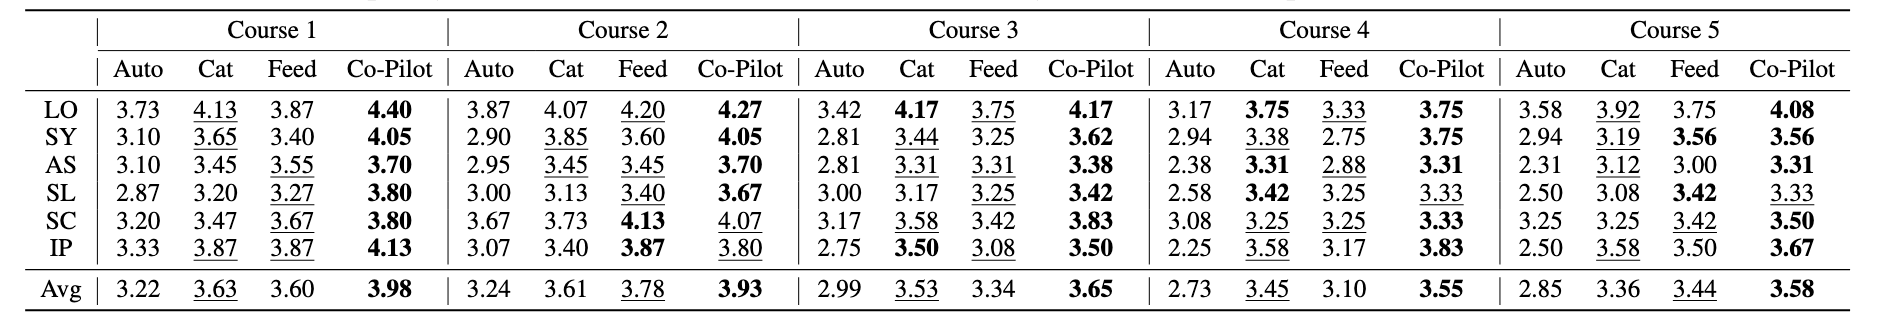 Course 1 Course 2 Course 3 Course 4 Course 5
Auto Cat Feed Co-Pilot Auto Cat Feed Co-Pilot Auto Cat Feed Co-Pilot Auto Cat Feed Co-Pilot Auto Cat Feed Co-Pilot
LO 3.73 4.13 3.87 4.40 3.87 4.07 4.20 4.27 3.42 4.17 3.75 4.17 3.17 3.75 3.33 3.75 3.58 3.92 3.75 4.08
SY 3.10 3.65 3.40 4.05 2.90 3.85 3.60 4.05 2.81 3.44 3.25 3.62 2.94 3.38 2.75 3.75 2.94 3.19 3.56 3.56
AS 3.10 3.45 3.55 3.70 2.95 3.45 3.45 3.70 2.81 3.31 3.31 3.38 2.38 3.31 2.88 3.31 2.31 3.12 3.00 3.31
SL 2.87 3.20 3.27 3.80 3.00 3.13 3.40 3.67 3.00 3.17 3.25 3.42 2.58 3.42 3.25 3.33 2.50 3.08 3.42 3.33
SC 3.20 3.47 3.67 3.80 3.67 3.73 4.13 4.07 3.17 3.58 3.42 3.83 3.08 3.25 3.25 3.33 3.25 3.25 3.42 3.50
IP 3.33 3.87 3.87 4.13 3.07 3.40 3.87 3.80 2.75 3.50 3.08 3.50 2.25 3.58 3.17 3.83 2.50 3.58 3.50 3.67
Avg 3.22 3.63 3.60 3.98 3.24 3.61 3.78 3.93 2.99 3.53 3.34 3.65 2.73 3.45 3.10 3.55 2.85 3.36 3.44 3.58